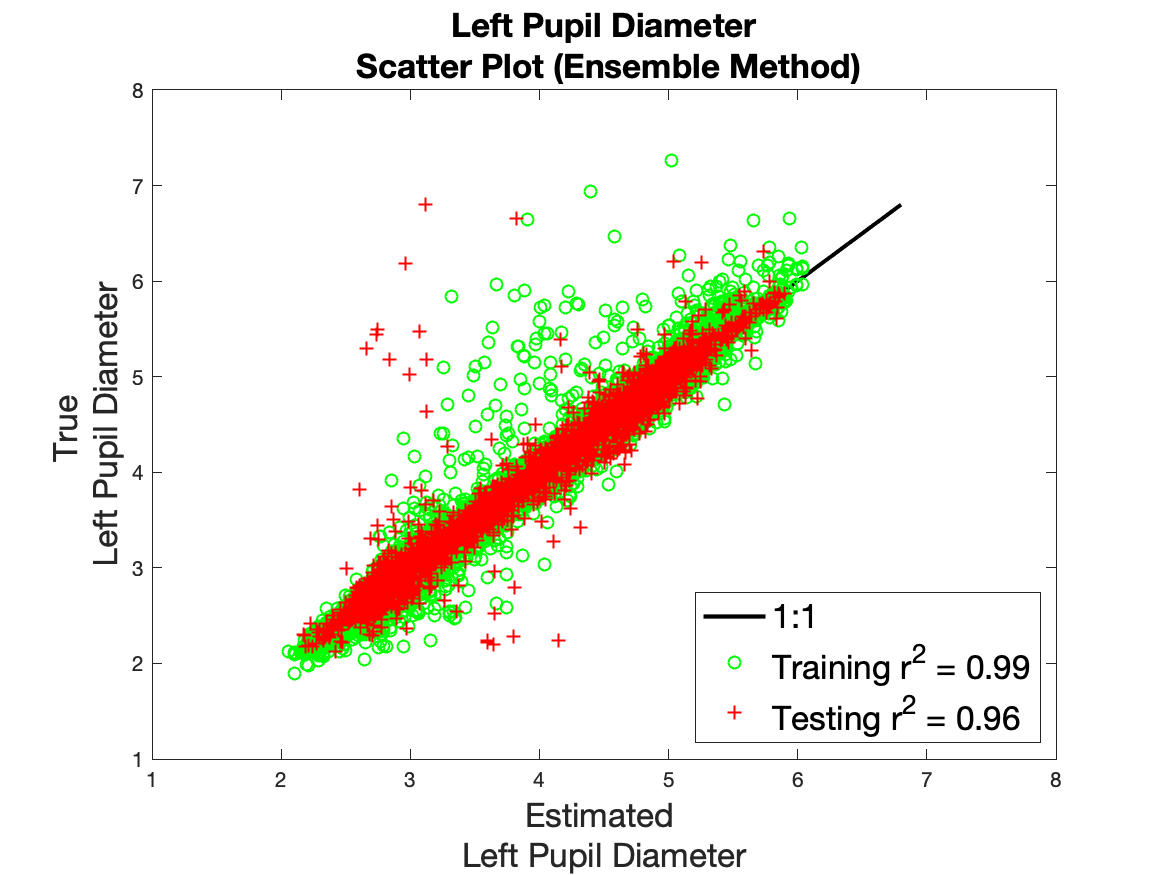 Left Pupil Diameter
Scatter Plot (Ensemble Method)
8
7
6
5
4
3
2
1
True
Left Pupil Diameter
1:1
Training r² = 0.99
Testing r² = 0.96
1 2 3 4 5 6 7 8
Estimated
Left Pupil Diameter